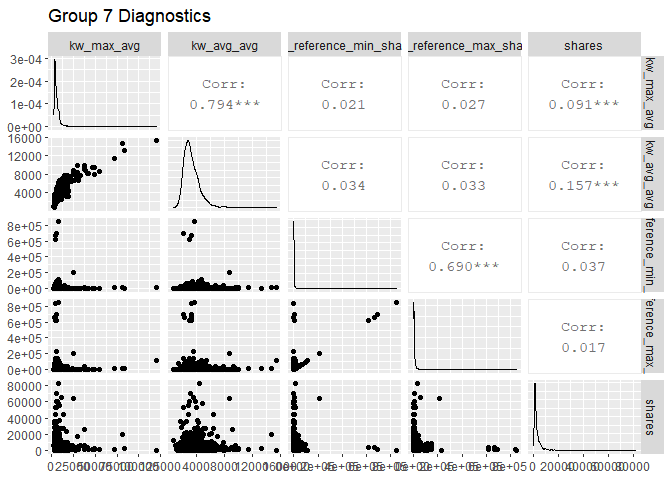 Group 7 Diagnostics
kw_max_avg
kw_avg_avg
_reference_min_sha
_reference_max_sha
shares
3e-04
2e-04
1e-04
0e+00
Corr:
0.794***
Corr:
0.021
Corr:
0.027
Corr:
0.091***
kw_max_avg
16000
12000
8000
4000
Corr:
0.034
Corr:
0.033
Corr:
0.157***
kw_avg_avg
8e+05
6e+05
4e+05
2e+05
0e+00
Corr:
0.690***
Corr:
0.037
ference_min
8e+05
6e+05
4e+05
2e+05
0e+00
Corr:
0.017
ference_max
80000
60000
40000
20000
0
shares